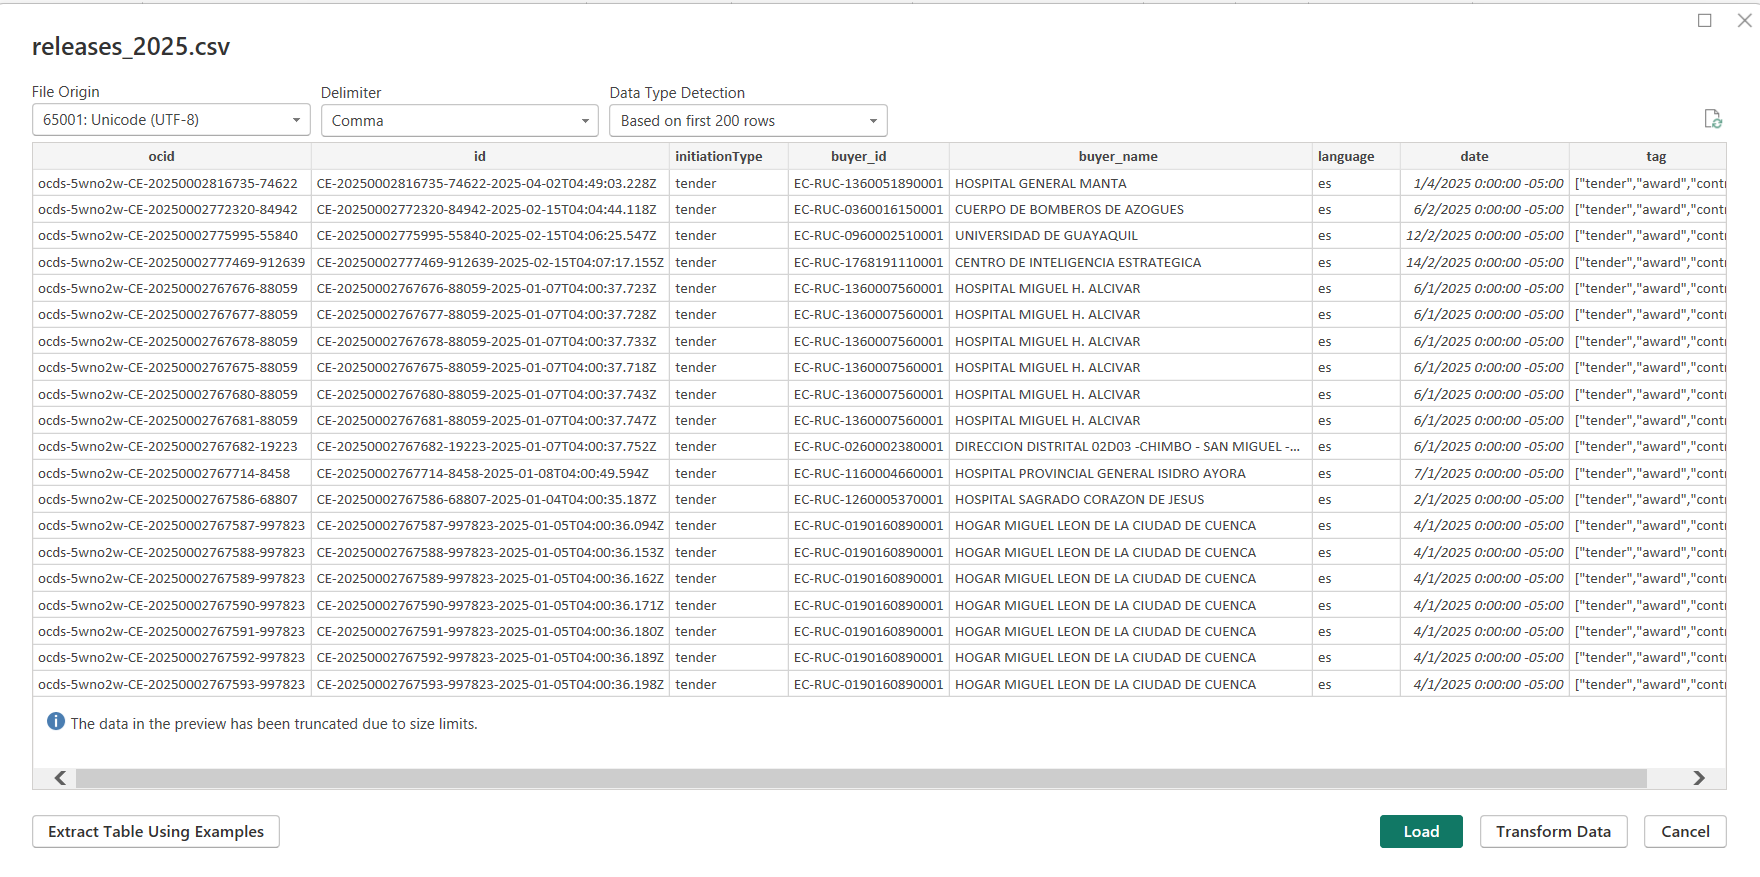 releases_2025.csv
File Origin Delimiter Data Type Detection
65001: Unicode (UTF-8) Comma Based on first 200 rows
ocid id initiationType buyer_id buyer_name language date tag
ocds-5wno2w-CE-20250002816735-74622 CE-20250002816735-74622-2025-04-02T04:49:03.228Z tender EC-RUC-1360051890001 HOSPITAL GENERAL MANTA es 1/4/2025 0:00:00 -05:00 ["tender","award","contr
ocds-5wno2w-CE-20250002772320-84942 CE-20250002772320-84942-2025-02-15T04:04:44.118Z tender EC-RUC-0360016150001 CUERPO DE BOMBEROS DE AZOGUES es 6/2/2025 0:00:00 -05:00 ["tender","award","contr
ocds-5wno2w-CE-20250002775995-55840 CE-20250002775995-55840-2025-02-15T04:06:25.547Z tender EC-RUC-0960002510001 UNIVERSIDAD DE GUAYAQUIL es 12/2/2025 0:00:00 -05:00 ["tender","award","contr
ocds-5wno2w-CE-20250002777469-912639 CE-20250002777469-912639-2025-02-15T04:07:17.155Z tender EC-RUC-1768191110001 CENTRO DE INTELIGENCIA ESTRATEGICA es 14/2/2025 0:00:00 -05:00 ["tender","award","contr
ocds-5wno2w-CE-20250002767676-88059 CE-20250002767676-88059-2025-01-07T04:00:37.723Z tender EC-RUC-1360007560001 HOSPITAL MIGUEL H. ALCIVAR es 6/1/2025 0:00:00 -05:00 ["tender","award","contr
ocds-5wno2w-CE-20250002767677-88059 CE-20250002767677-88059-2025-01-07T04:00:37.728Z tender EC-RUC-1360007560001 HOSPITAL MIGUEL H. ALCIVAR es 6/1/2025 0:00:00 -05:00 ["tender","award","contr
ocds-5wno2w-CE-20250002767678-88059 CE-20250002767678-88059-2025-01-07T04:00:37.733Z tender EC-RUC-1360007560001 HOSPITAL MIGUEL H. ALCIVAR es 6/1/2025 0:00:00 -05:00 ["tender","award","contr
ocds-5wno2w-CE-20250002767675-88059 CE-20250002767675-88059-2025-01-07T04:00:37.718Z tender EC-RUC-1360007560001 HOSPITAL MIGUEL H. ALCIVAR es 6/1/2025 0:00:00 -05:00 ["tender","award","contr
ocds-5wno2w-CE-20250002767680-88059 CE-20250002767680-88059-2025-01-07T04:00:37.743Z tender EC-RUC-1360007560001 HOSPITAL MIGUEL H. ALCIVAR es 6/1/2025 0:00:00 -05:00 ["tender","award","contr
ocds-5wno2w-CE-20250002767681-88059 CE-20250002767681-88059-2025-01-07T04:00:37.747Z tender EC-RUC-1360007560001 HOSPITAL MIGUEL H. ALCIVAR es 6/1/2025 0:00:00 -05:00 ["tender","award","contr
ocds-5wno2w-CE-20250002767682-19223 CE-20250002767682-19223-2025-01-07T04:00:37.752Z tender EC-RUC-0260002380001 DIRECCION DISTRITAL 02D03 -CHIMBO - SAN MIGUEL -... es 6/1/2025 0:00:00 -05:00 ["tender","award","contr
ocds-5wno2w-CE-20250002767714-8458 CE-20250002767714-8458-2025-01-08T04:00:49.594Z tender EC-RUC-1160004660001 HOSPITAL PROVINCIAL GENERAL ISIDRO AYORA es 7/1/2025 0:00:00 -05:00 ["tender","award","contr
ocds-5wno2w-CE-20250002767586-68807 CE-20250002767586-68807-2025-01-04T04:00:35.187Z tender EC-RUC-1260005370001 HOSPITAL SAGRADO CORAZON DE JESUS es 2/1/2025 0:00:00 -05:00 ["tender","award","contr
ocds-5wno2w-CE-20250002767587-997823 CE-20250002767587-997823-2025-01-05T04:00:36.094Z tender EC-RUC-0190160890001 HOGAR MIGUEL LEON DE LA CIUDAD DE CUENCA es 4/1/2025 0:00:00 -05:00 ["tender","award","contr
ocds-5wno2w-CE-20250002767588-997823 CE-20250002767588-997823-2025-01-05T04:00:36.153Z tender EC-RUC-0190160890001 HOGAR MIGUEL LEON DE LA CIUDAD DE CUENCA es 4/1/2025 0:00:00 -05:00 ["tender","award","contr
ocds-5wno2w-CE-20250002767589-997823 CE-20250002767589-997823-2025-01-05T04:00:36.162Z tender EC-RUC-0190160890001 HOGAR MIGUEL LEON DE LA CIUDAD DE CUENCA es 4/1/2025 0:00:00 -05:00 ["tender","award","contr
ocds-5wno2w-CE-20250002767590-997823 CE-20250002767590-997823-2025-01-05T04:00:36.171Z tender EC-RUC-0190160890001 HOGAR MIGUEL LEON DE LA CIUDAD DE CUENCA es 4/1/2025 0:00:00 -05:00 ["tender","award","contr
ocds-5wno2w-CE-20250002767591-997823 CE-20250002767591-997823-2025-01-05T04:00:36.180Z tender EC-RUC-0190160890001 HOGAR MIGUEL LEON DE LA CIUDAD DE CUENCA es 4/1/2025 0:00:00 -05:00 ["tender","award","contr
ocds-5wno2w-CE-20250002767592-997823 CE-20250002767592-997823-2025-01-05T04:00:36.189Z tender EC-RUC-0190160890001 HOGAR MIGUEL LEON DE LA CIUDAD DE CUENCA es 4/1/2025 0:00:00 -05:00 ["tender","award","contr
ocds-5wno2w-CE-20250002767593-997823 CE-20250002767593-997823-2025-01-05T04:00:36.198Z tender EC-RUC-0190160890001 HOGAR MIGUEL LEON DE LA CIUDAD DE CUENCA es 4/1/2025 0:00:00 -05:00 ["tender","award","contr
The data in the preview has been truncated due to size limits.
Extract Table Using Examples Load Transform Data Cancel